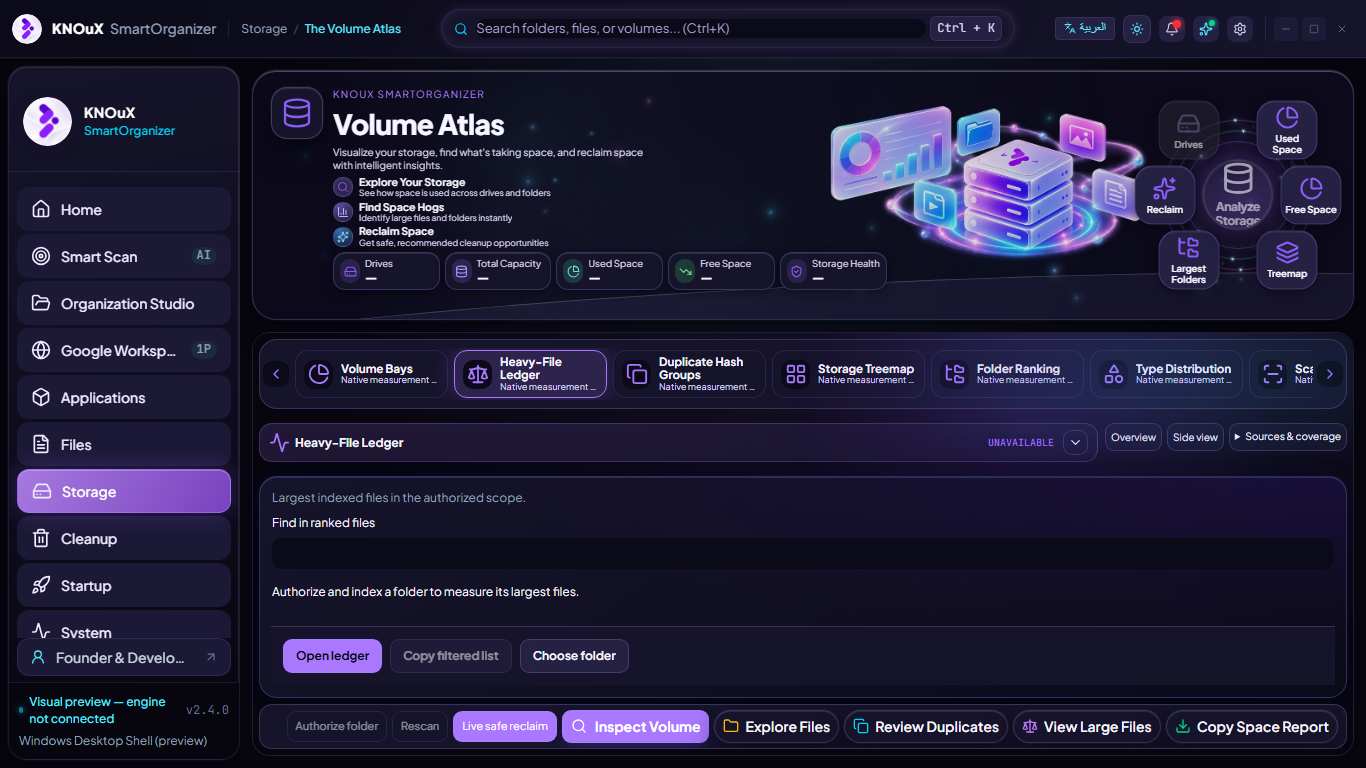 KNOuX SmartOrganizer
Storage / The Volume Atlas
Search folders, files, or volumes... (Ctrl+K)
Ctrl + K
العربية
KNOuX
SmartOrganizer
Home
Smart Scan AI
Organization Studio
Google Worksp... 1P
Applications
Files
Storage
Cleanup
Startup
System
Founder & Develo...
Visual preview — engine
not connected
v2.4.0
Windows Desktop Shell (preview)
KNOUX SMARTORGANIZER
Volume Atlas
Visualize your storage, find what's taking space, and reclaim space
with intelligent insights.
Explore Your Storage
See how space is used across drives and folders
Find Space Hogs
Identify large files and folders instantly
Reclaim Space
Get safe, recommended cleanup opportunities
Drives
—
Total Capacity
—
Used Space
—
Free Space
—
Storage Health
—
Drives
Used
Space
Reclaim
Analyze
Storage
Free Space
Largest
Folders
Treemap
Volume Bays
Native measurement ...
Heavy-File
Ledger
Native measurement ...
Duplicate Hash
Groups
Native measurement ...
Storage Treemap
Native measurement ...
Folder Ranking
Native measurement ...
Type Distribution
Native measurement ...
Sca
Nati
Heavy-File Ledger
UNAVAILABLE
Overview
Side view
Sources & coverage
Largest indexed files in the authorized scope.
Find in ranked files
Authorize and index a folder to measure its largest files.
Open ledger
Copy filtered list
Choose folder
Authorize folder
Rescan
Live safe reclaim
Inspect Volume
Explore Files
Review Duplicates
View Large Files
Copy Space Report